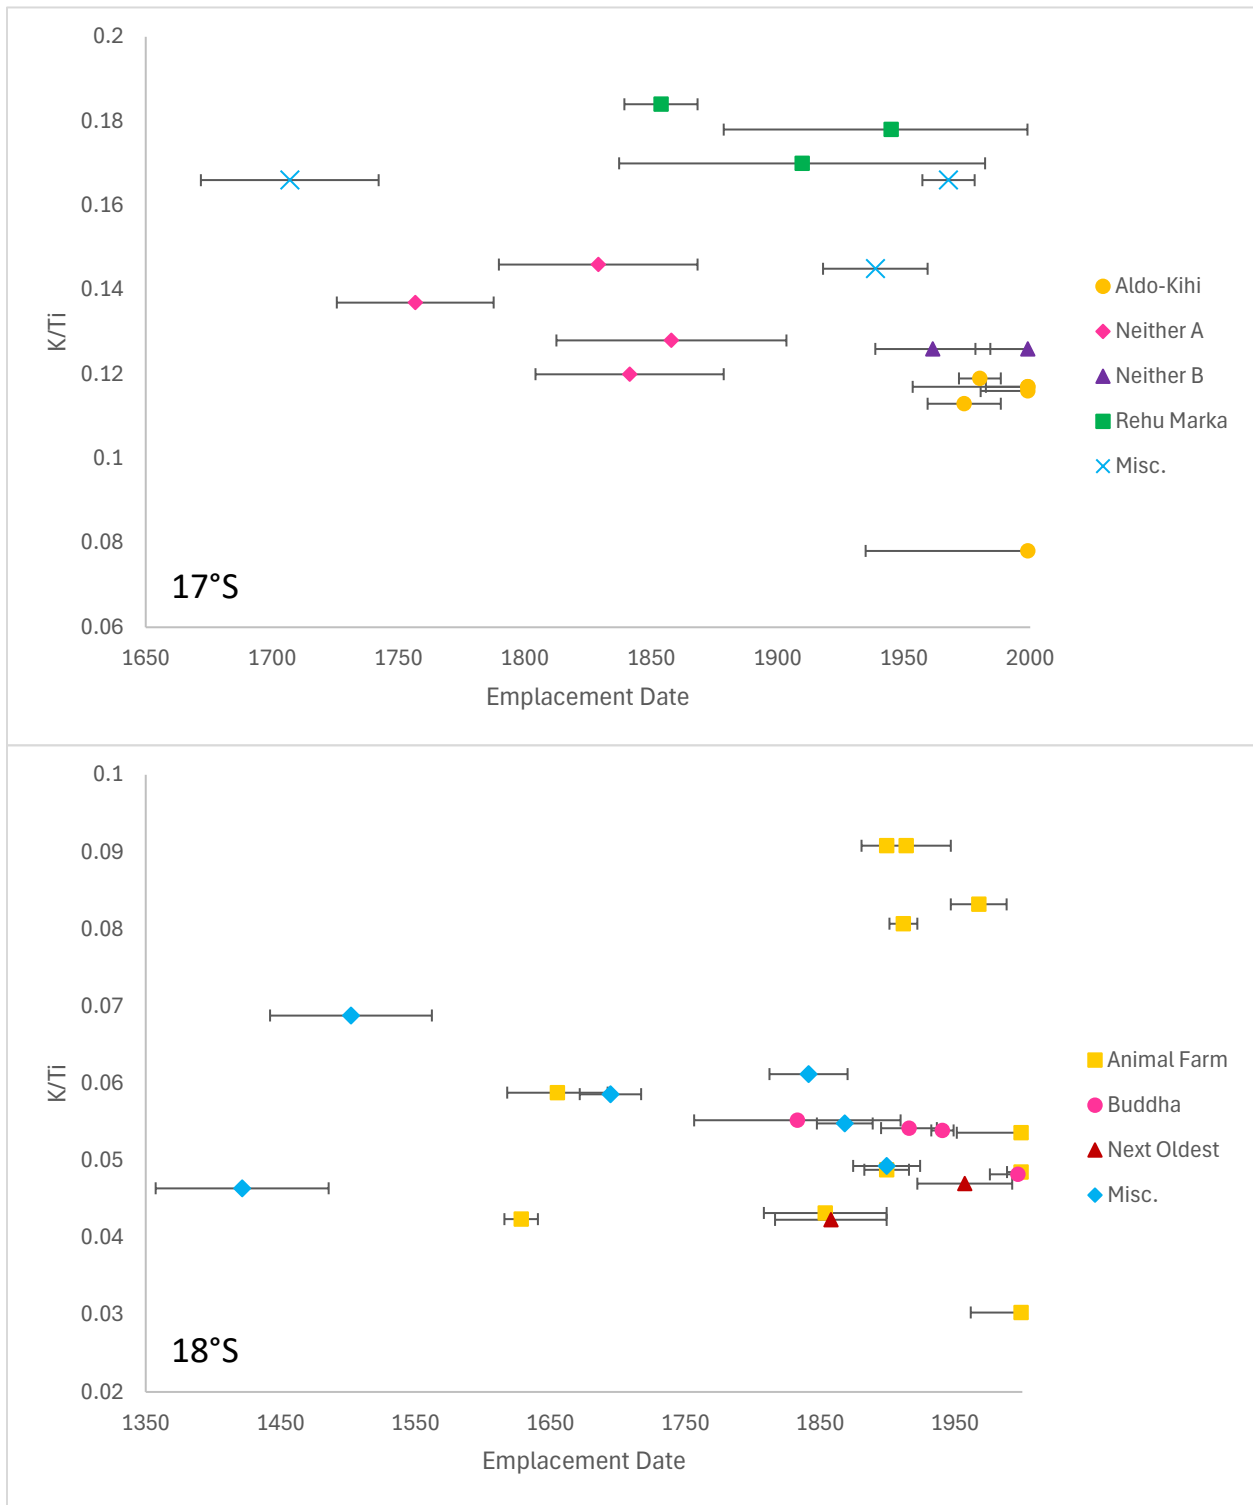 0.2
0.18
0.16
0.14
0.12
0.1
0.08
0.06
K/Ti
17°S
1650 1700 1750 1800 1850 1900 1950 2000
Emplacement Date
Aldo-Kihi
Neither A
Neither B
Rehu Marka
Misc.
0.1
0.09
0.08
0.07
0.06
0.05
0.04
0.03
0.02
K/Ti
18°S
1350 1450 1550 1650 1750 1850 1950
Emplacement Date
Animal Farm
Buddha
Next Oldest
Misc.